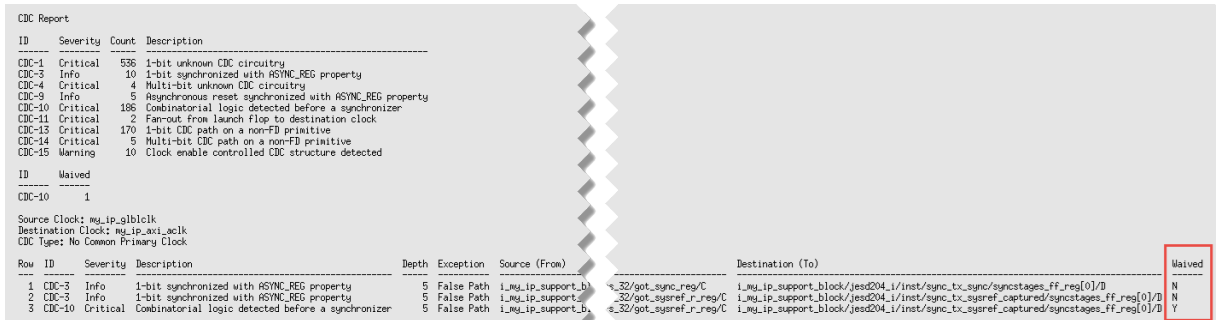 CDC Report
ID Severity Count Description
CDC-1 Critical 536 1-bit unknown CDC circuitry
CDC-3 Info 10 1-bit synchronized with ASYNC_REG property
CDC-4 Critical 4 Multi-bit unknown CDC circuitry
CDC-9 Info 5 Asynchronous reset synchronized with ASYNC_REG property
CDC-10 Critical 186 Combinatorial logic detected before a synchronizer
CDC-11 Critical 2 Fan-out from launch flop to destination clock
CDC-13 Critical 170 1-bit CDC path on a non-FD primitive
CDC-14 Critical 5 Multi-bit CDC path on a non-FD primitive
CDC-15 Warning 10 Clock enable controlled CDC structure detected
ID Waived
CDC-10 1
Source Clock: my_ip_glblclk
Destination Clock: my_ip_axi_aclk
CDC Type: No Common Primary Clock
Row ID Severity Description Depth Exception Source (From) Destination (To) Waived
1 CDC-3 Info 1-bit synchronized with ASYNC_REG property 5 False Path i_my_ip_support_b s_32/got_sync_reg/C i_my_ip_support_block/jesd204_i/inst/sync_tx_sync/syncstages_ff_reg[0]/D N
2 CDC-3 Info 1-bit synchronized with ASYNC_REG property 5 False Path i_my_ip_support s_32/got_sysref_r_reg/C i_my_ip_support_block/jesd204_i/inst/sync_tx_sysref_captured/syncstages_ff_reg[0]/D N
3 CDC-10 Critical Combinatorial logic detected before a synchronizer 5 False Path i_my_ip_support_b s_32/got_sysref_r_reg/C i_my_ip_support_block/jesd204_i/inst/sync_tx_sysref_captured/syncstages_ff_reg[0]/D Y